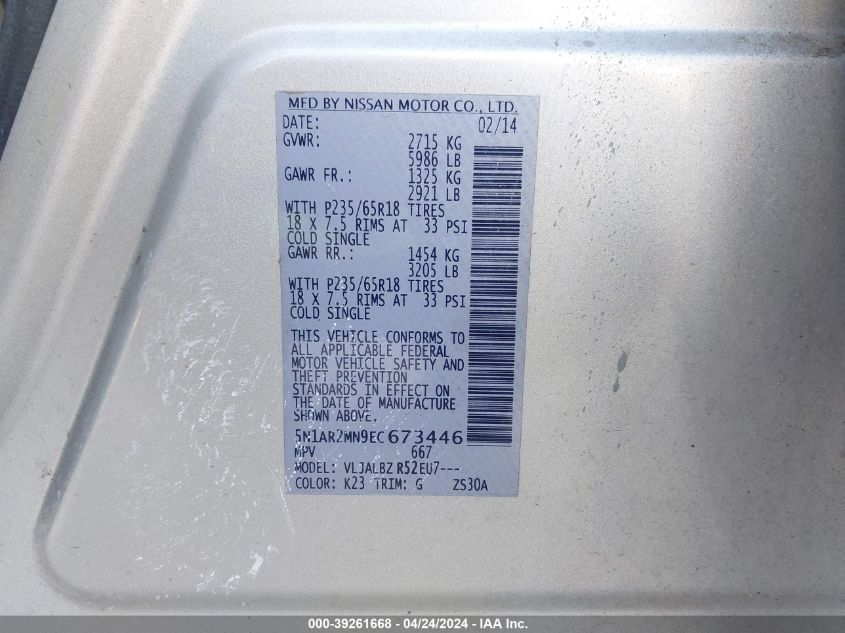 MFD BY NISSAN MOTOR CO., LTD.
DATE: 02/14
GVWR: 2715 KG
5986 LB
GAWR FR.: 1325 KG
2921 LB
WITH P235/65R18 TIRES
18 X 7.5 RIMS AT 33 PSI
COLD SINGLE
GAWR RR.: 1454 KG
3205 LB
WITH P235/65R18 TIRES
18 X 7.5 RIMS AT 33 PSI
COLD SINGLE
THIS VEHICLE CONFORMS TO
ALL APPLICABLE FEDERAL
MOTOR VEHICLE SAFETY AND
THEFT PREVENTION
STANDARDS IN EFFECT ON
THE DATE OF MANUFACTURE
SHOWN ABOVE.
5N1AR2MN9EC673446
MPV 667
MODEL: VLJALBZ R52EU7---
COLOR: K23 TRIM: G ZS30A
000-39261668 - 04/24/2024 - IAA Inc.